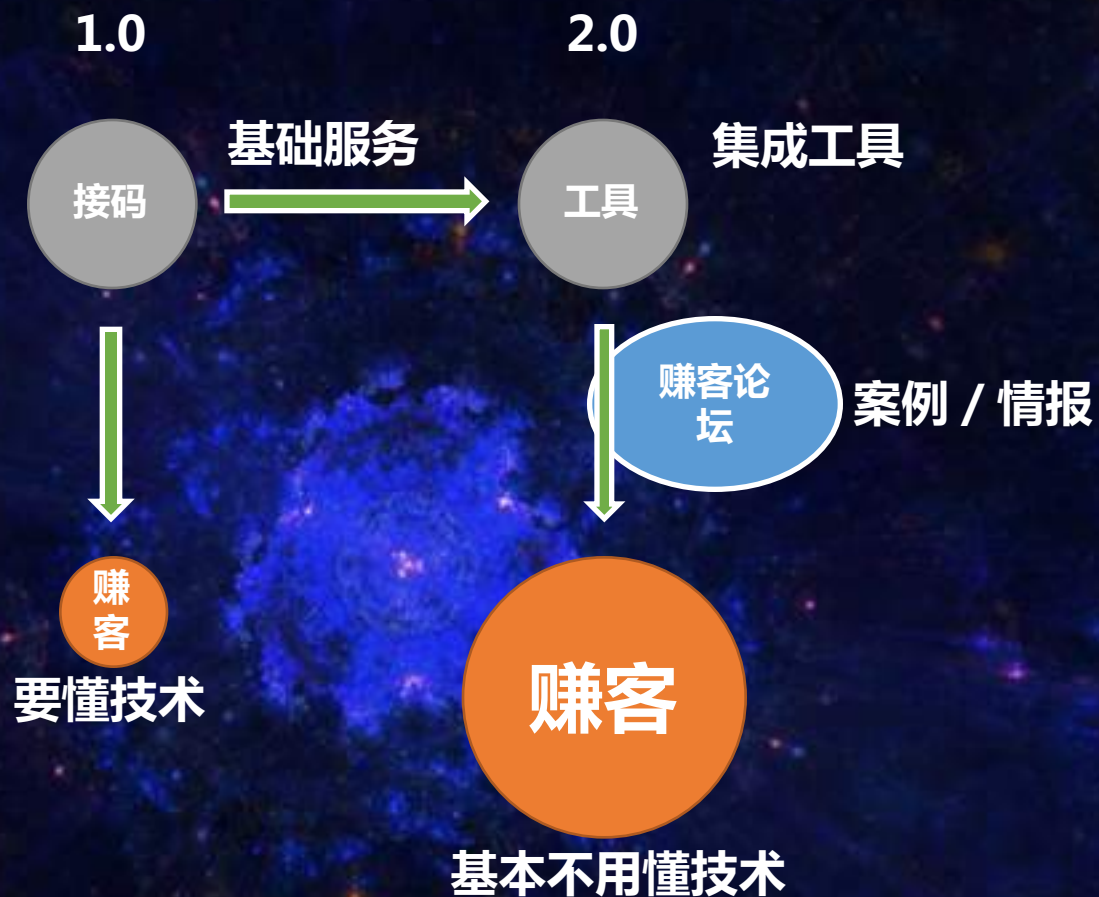 1.0
2.0
基础服务
集成工具
接码
工具
赚客论
坛
案例 / 情报
赚
客
要懂技术
赚客
基本不用懂技术